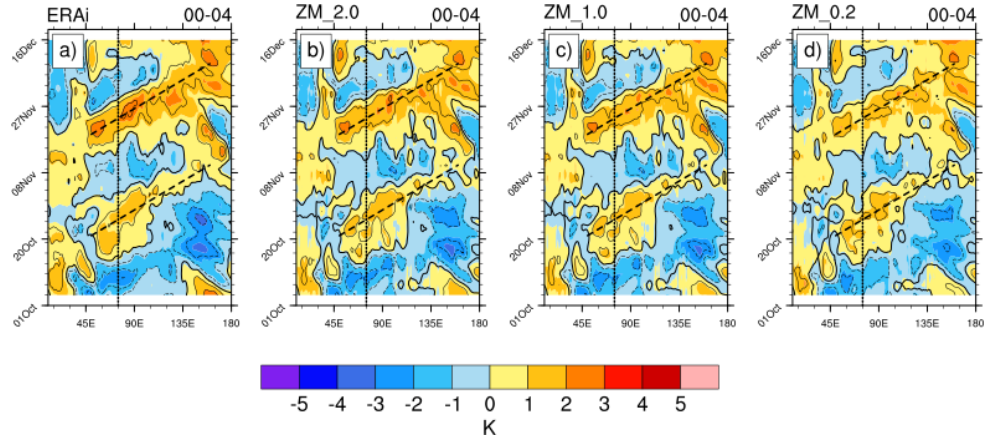 ERAi 00-04 ZM_2.0 00-04 ZM_1.0 00-04 ZM_0.2 00-04
a) b) c) d)
16Dec 16Dec 16Dec 16Dec
27Nov 27Nov 27Nov 27Nov
08Nov 08Nov 08Nov 08Nov
20Oct 20Oct 20Oct 20Oct
01Oct 01Oct 01Oct 01Oct
45E 90E 135E 180 45E 90E 135E 180 45E 90E 135E 180 45E 90E 135E 180
-5 -4 -3 -2 -1 0 1 2 3 4 5
K